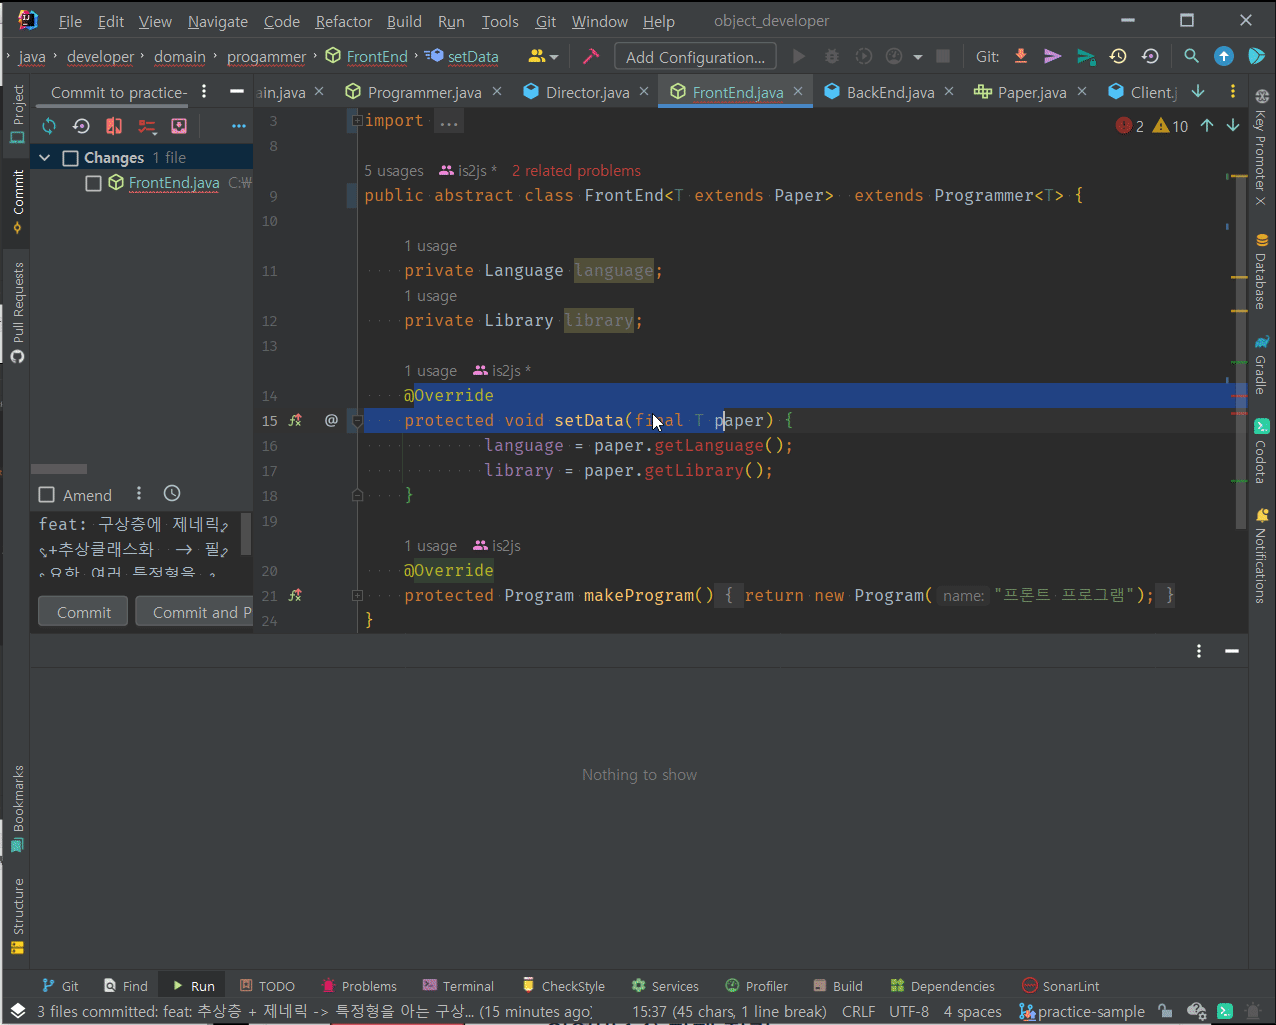 File Edit View Navigate Code Refactor Build Run Tools Git Window Help object_developer
java developer domain progammer FrontEnd setData Add Configuration... Git:
Commit to practice- ain.java Programmer.java Director.java FrontEnd.java BackEnd.java Paper.java Client.j
Project
Commit
Pull Requests
Bookmarks
Structure
Changes 1 file
FrontEnd.java C:₩
Amend
feat: 구상층에 제네릭
+추상클래스화 -> 필
요한 여러 특정형을
Commit Commit and P
2 10
3 import ...
8
5 usages is2js * 2 related problems
9 public abstract class FrontEnd<T extends Paper> extends Programmer<T> {
10
1 usage
11 private Language language;
1 usage
12 private Library library;
13
1 usage is2js *
14 @Override
15 @ protected void setData(final T paper) {
16 language = paper.getLanguage();
17 library = paper.getLibrary();
18 }
19
1 usage is2js
20 @Override
21 protected Program makeProgram() { return new Program( name: "프론트 프로그램"); }
24 }
Key Promoter X
Database
Gradle
Codota
Notifications
Nothing to show
Git Find Run TODO Problems Terminal CheckStyle Services Profiler Build Dependencies SonarLint
3 files committed: feat: 추상층 + 제네릭 -> 특정형을 아는 구상... (15 minutes ago) 15:37 (45 chars, 1 line break) CRLF UTF-8 4 spaces practice-sample